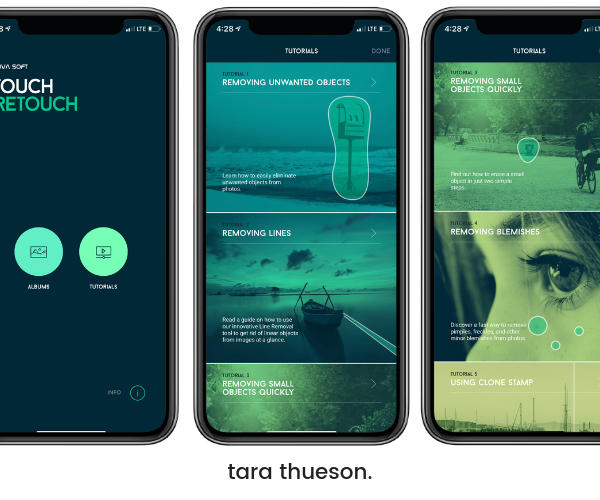 LTE
TOUCH
RETOUCH
ALBUMS
TUTORIALS
INFO
4:28
LTE
TUTORIALS
DONE
TUTORIAL 1
REMOVING UNWANTED OBJECTS
Learn how to easily eliminate
unwanted objects from
photos.
REMOVING LINES
Read a guide on how to use
our innovative Line Removal
tool to get rid of linear objects
from images at a glance.
TUTORIAL 3
REMOVING SMALL
OBJECTS QUICKLY
4:28
LTE
TUTORIALS
TUTORIAL 3
REMOVING SMALL
OBJECTS QUICKLY
Find out how to erase a small
object in just two simple
steps.
TUTORIAL 4
REMOVING BLEMISHES
Discover a fast way to remove
pimples, freckles, and other
minor blemishes from photos.
TUTORIAL 5
USING CLONE STAMP
tara thueson.